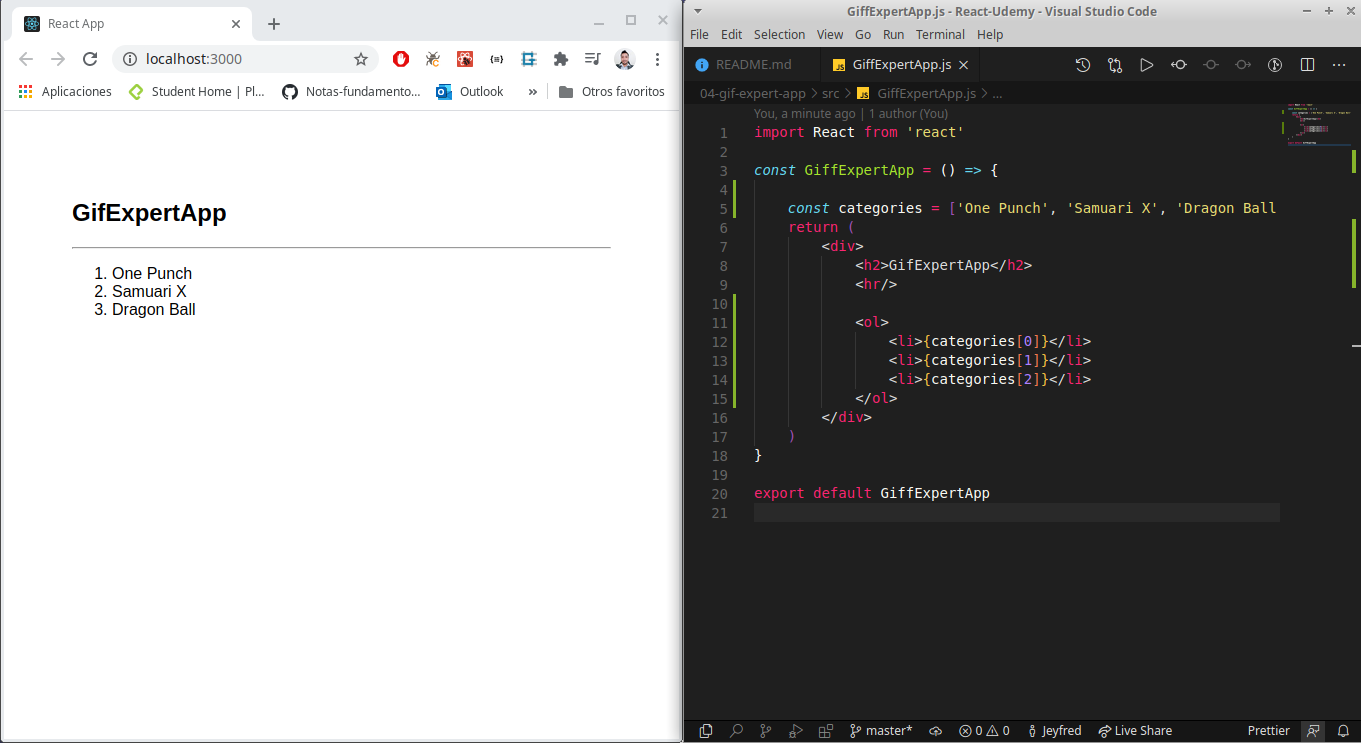 React App
localhost:3000
Aplicaciones
Student Home | Pl...
Notas-fundamento...
Outlook
»
Otros favoritos
GifExpertApp
1. One Punch
2. Samuari X
3. Dragon Ball
GiffExpertApp.js - React-Udemy - Visual Studio Code
File Edit Selection View Go Run Terminal Help
README.md
JS GiffExpertApp.js
04-gif-expert-app > src > JS GiffExpertApp.js > ...
You, a minute ago | 1 author (You)
1 import React from 'react'
2
3 const GiffExpertApp = () => {
4
5 const categories = ['One Punch', 'Samuari X', 'Dragon Ball
6 return (
7 <div>
8 <h2>GifExpertApp</h2>
9 <hr/>
10
11 <ol>
12 <li>{categories[0]}</li>
13 <li>{categories[1]}</li>
14 <li>{categories[2]}</li>
15 </ol>
16 </div>
17 )
18 }
19
20 export default GiffExpertApp
21
master* 0 0 Jeyfred Live Share Prettier